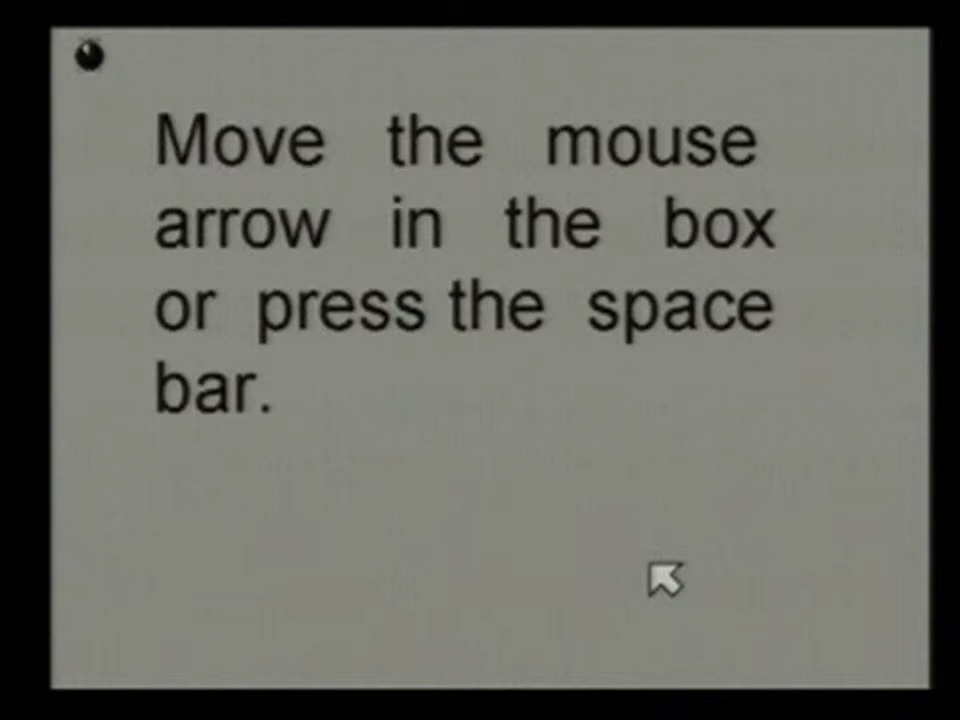 Move the mouse
arrow in the box
or press the space
bar.